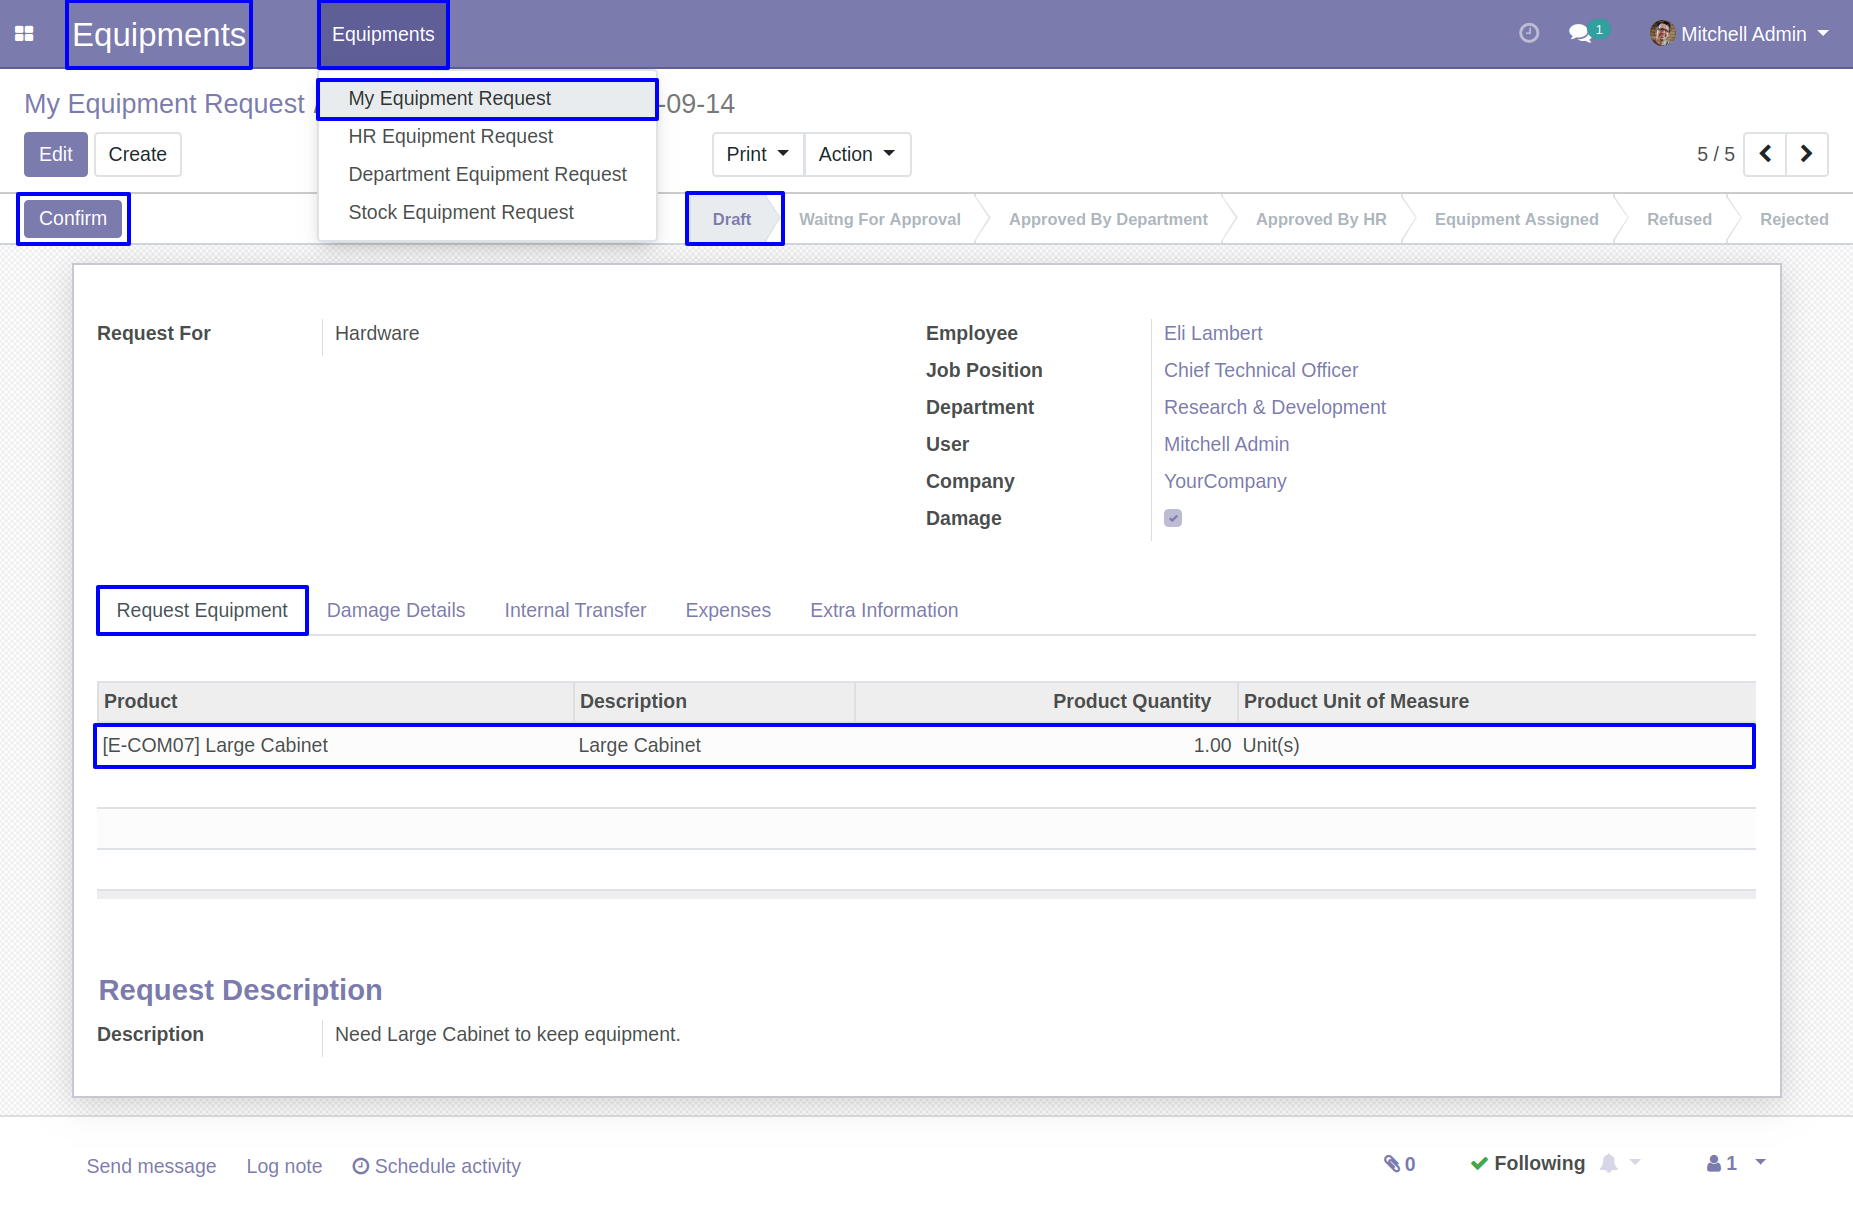 Equipments
Equipments
1
Mitchell Admin
My Equipment Request
-09-14
My Equipment Request
HR Equipment Request
Department Equipment Request
Stock Equipment Request
Edit
Create
Print
Action
5 / 5
Confirm
Draft
Waitng For Approval
Approved By Department
Approved By HR
Equipment Assigned
Refused
Rejected
Request For
Hardware
Employee
Eli Lambert
Job Position
Chief Technical Officer
Department
Research & Development
User
Mitchell Admin
Company
YourCompany
Damage
Request Equipment
Damage Details
Internal Transfer
Expenses
Extra Information
Product
Description
Product Quantity
Product Unit of Measure
[E-COM07] Large Cabinet
Large Cabinet
1.00
Unit(s)
Request Description
Description
Need Large Cabinet to keep equipment.
Send message
Log note
Schedule activity
0
Following
1